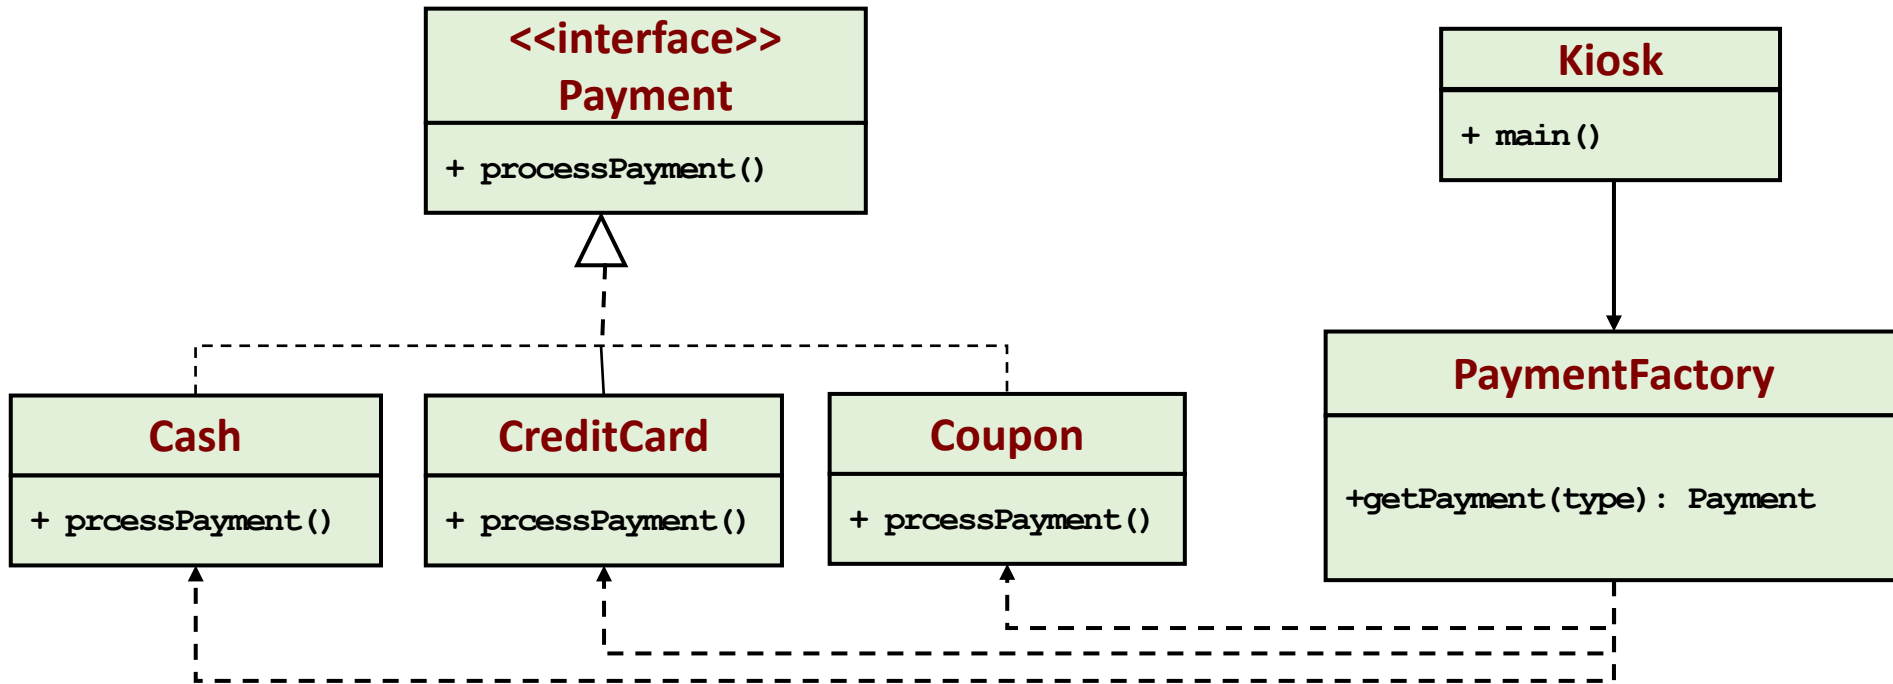 <<interface>>
Payment
+ processPayment()
Kiosk
+ main()
Cash
+ prcessPayment()
CreditCard
+ prcessPayment()
Coupon
+ prcessPayment()
PaymentFactory
+getPayment(type): Payment